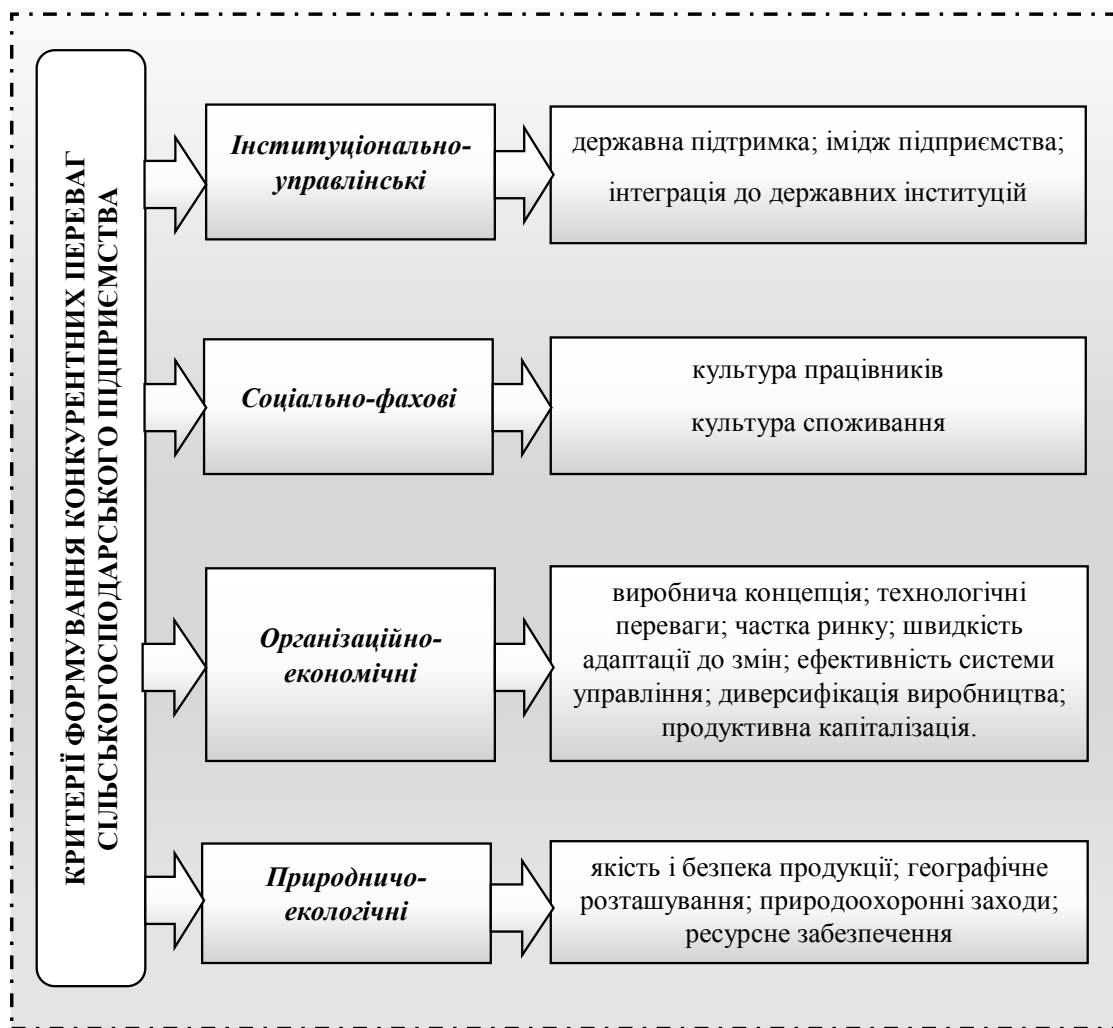 КРИТЕРІЇ ФОРМУВАННЯ КОНКУРЕНТНИХ ПЕРЕВАГ
СІЛЬСЬКОГОСПОДАРСЬКОГО ПІДПРИЄМСТВА
Інституціонально-
управлінські
державна підтримка; імідж підприємства;
інтеграція до державних інституцій
Соціально-фахові
культура працівників
культура споживання
Організаційно-
економічні
виробнича концепція; технологічні
переваги; частка ринку; швидкість
адаптації до змін; ефективність системи
управління; диверсифікація виробництва;
продуктивна капіталізація.
Природничо-
екологічні
якість і безпека продукції; географічне
розташування; природоохоронні заходи;
ресурсне забезпечення